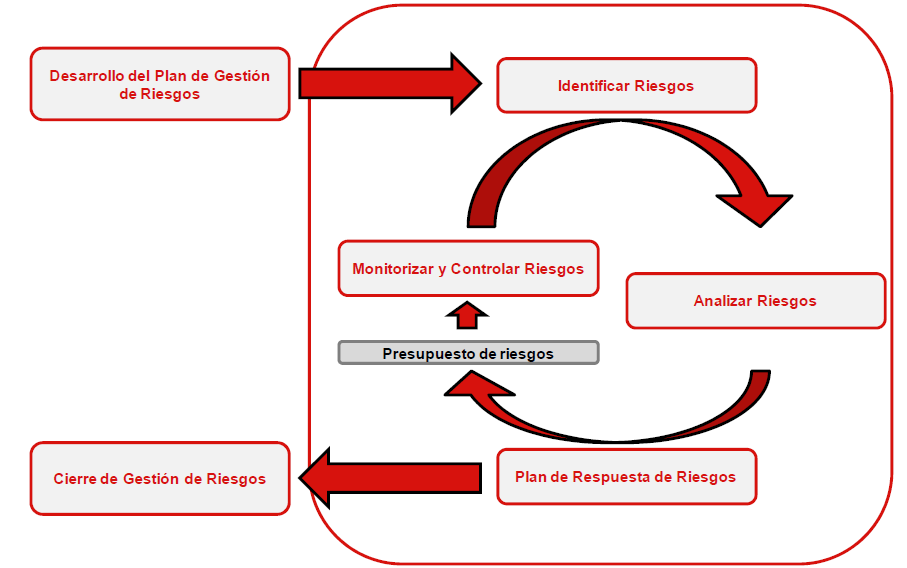 Desarrollo del Plan de Gestión
de Riesgos
Identificar Riesgos
Monitorizar y Controlar Riesgos
Analizar Riesgos
Presupuesto de riesgos
Cierre de Gestión de Riesgos
Plan de Respuesta de Riesgos